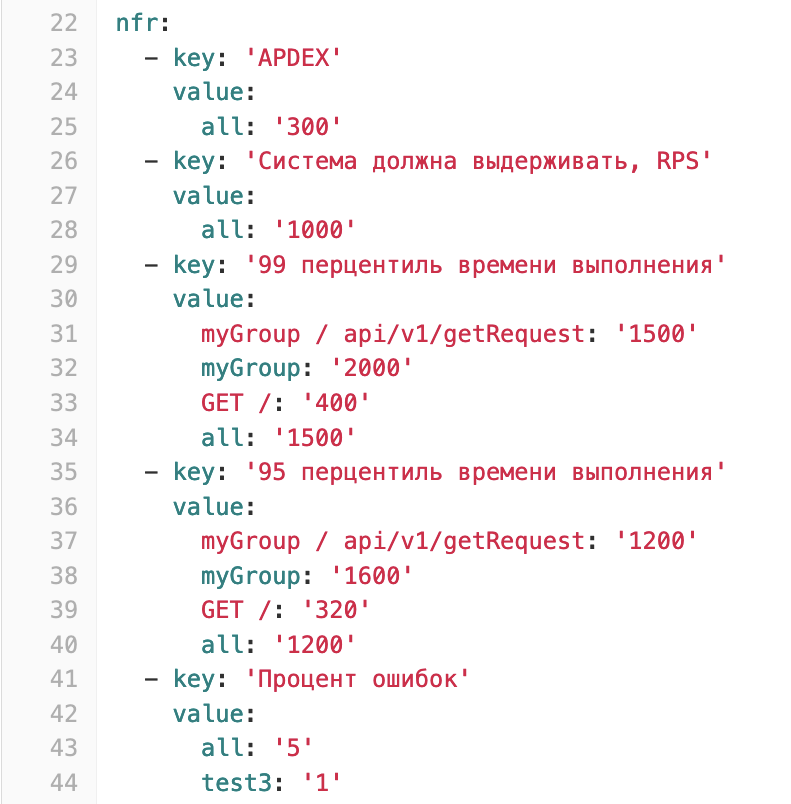 22 nfr:
23   - key: 'APDEX'
24     value:
25       all: '300'
26   - key: 'Система должна выдерживать, RPS'
27     value:
28       all: '1000'
29   - key: '99 перцентиль времени выполнения'
30     value:
31       myGroup / api/v1/getRequest: '1500'
32       myGroup: '2000'
33       GET /: '400'
34       all: '1500'
35   - key: '95 перцентиль времени выполнения'
36     value:
37       myGroup / api/v1/getRequest: '1200'
38       myGroup: '1600'
39       GET /: '320'
40       all: '1200'
41   - key: 'Процент ошибок'
42     value:
43       all: '5'
44       test3: '1'